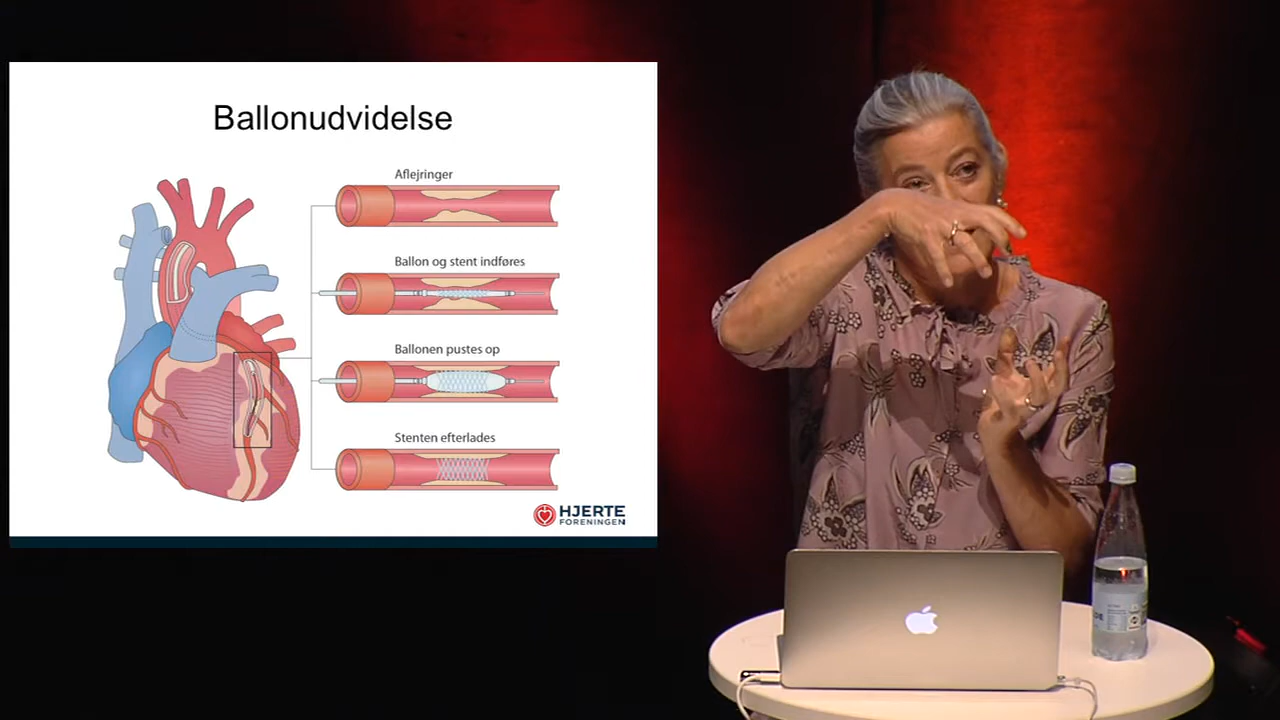 Ballonudvidelse
Aflejringer
Ballon og stent indføres
Ballonen pustes op
Stenten efterlades
HJERTE
FORENINGEN